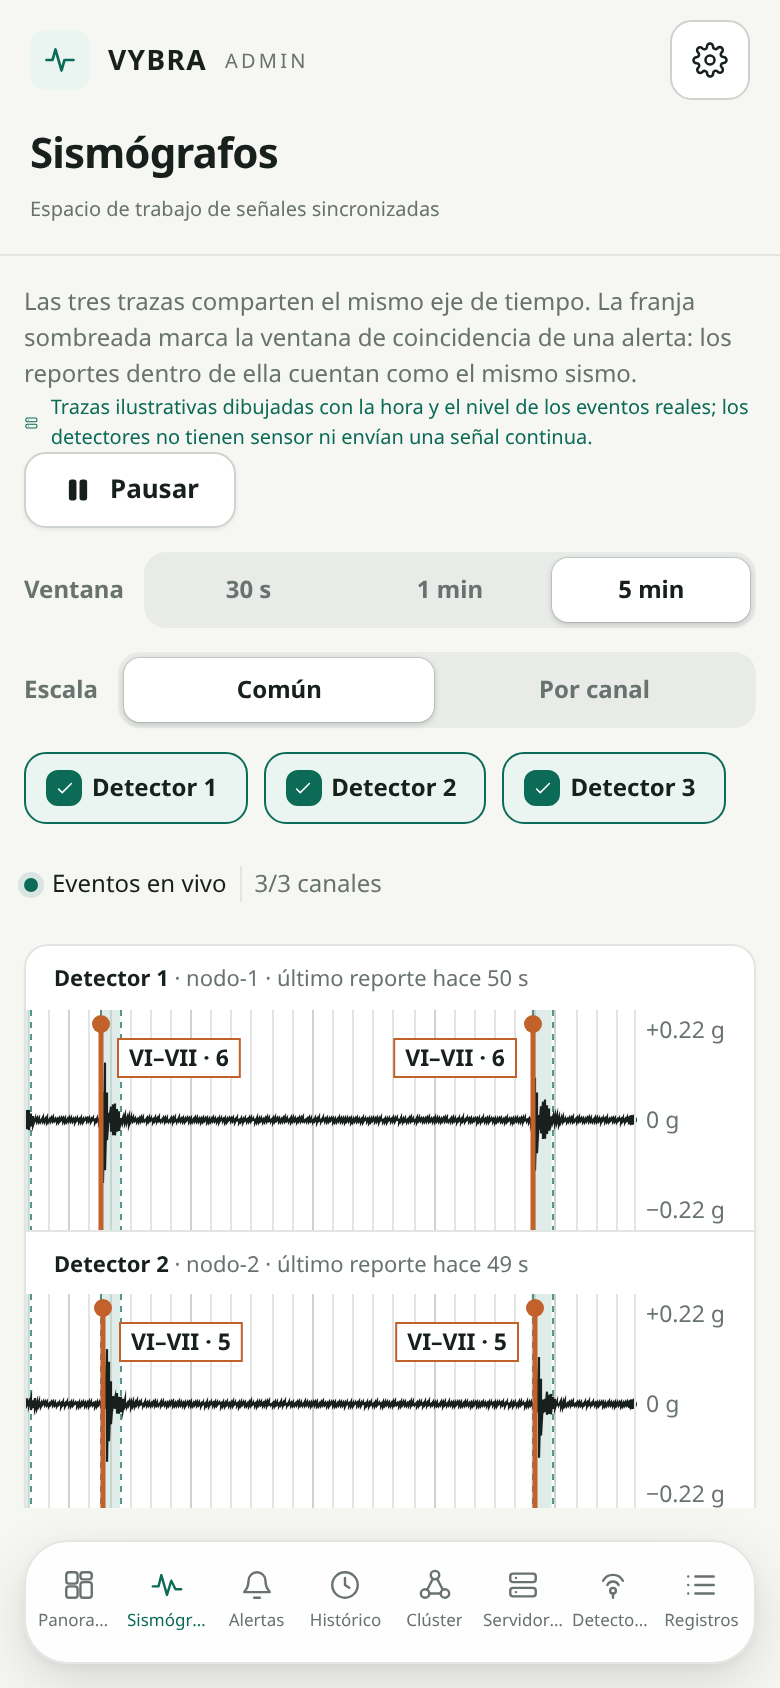 VYBRA ADMIN
Sismógrafos
Espacio de trabajo de señales sincronizadas
Las tres trazas comparten el mismo eje de tiempo. La franja
sombreada marca la ventana de coincidencia de una alerta: los
reportes dentro de ella cuentan como el mismo sismo.
Trazas ilustrativas dibujadas con la hora y el nivel de los eventos reales; los
detectores no tienen sensor ni envían una señal continua.
Pausar
Ventana 30 s 1 min 5 min
Escala Común Por canal
Detector 1 Detector 2 Detector 3
Eventos en vivo 3/3 canales
Detector 1 · nodo-1 · último reporte hace 50 s
+0.22 g
VI–VII · 6 VI–VII · 6
0 g
−0.22 g
Detector 2 · nodo-2 · último reporte hace 49 s
+0.22 g
VI–VII · 5 VI–VII · 5
0 g
−0.22 g
Panora... Sismógr... Alertas Histórico Clúster Servidor... Detecto... Registros